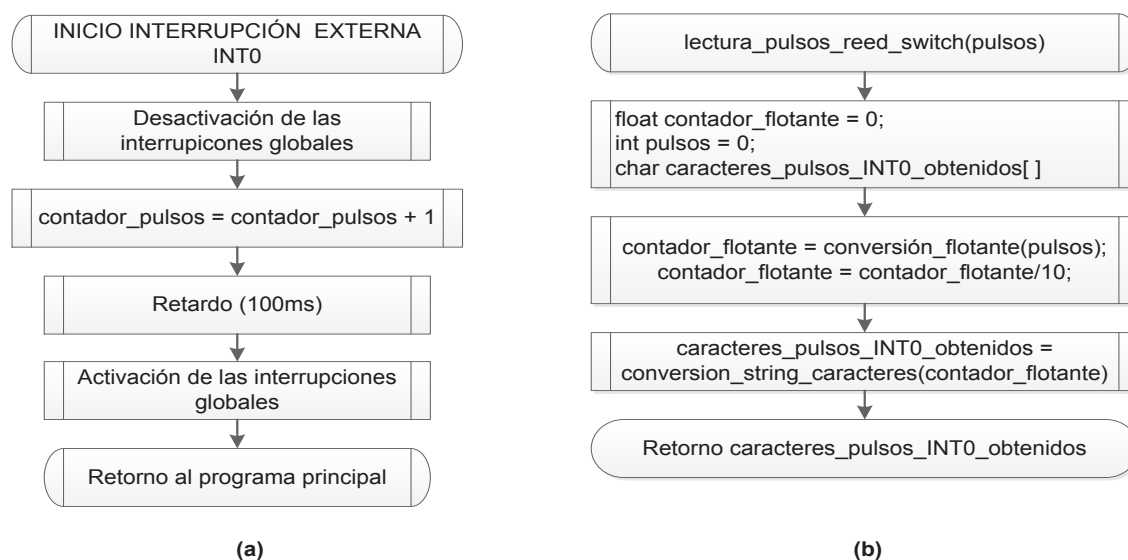 INICIO INTERRUPCIÓN EXTERNA
INT0
Desactivación de las
interrupicones globales
contador_pulsos = contador_pulsos + 1
Retardo (100ms)
Activación de las interrupciones
globales
Retorno al programa principal
(a)
lectura_pulsos_reed_switch(pulsos)
float contador_flotante = 0;
int pulsos = 0;
char caracteres_pulsos_INT0_obtenidos[ ]
contador_flotante = conversión_flotante(pulsos);
contador_flotante = contador_flotante/10;
caracteres_pulsos_INT0_obtenidos =
conversion_string_caracteres(contador_flotante)
Retorno caracteres_pulsos_INT0_obtenidos
(b)